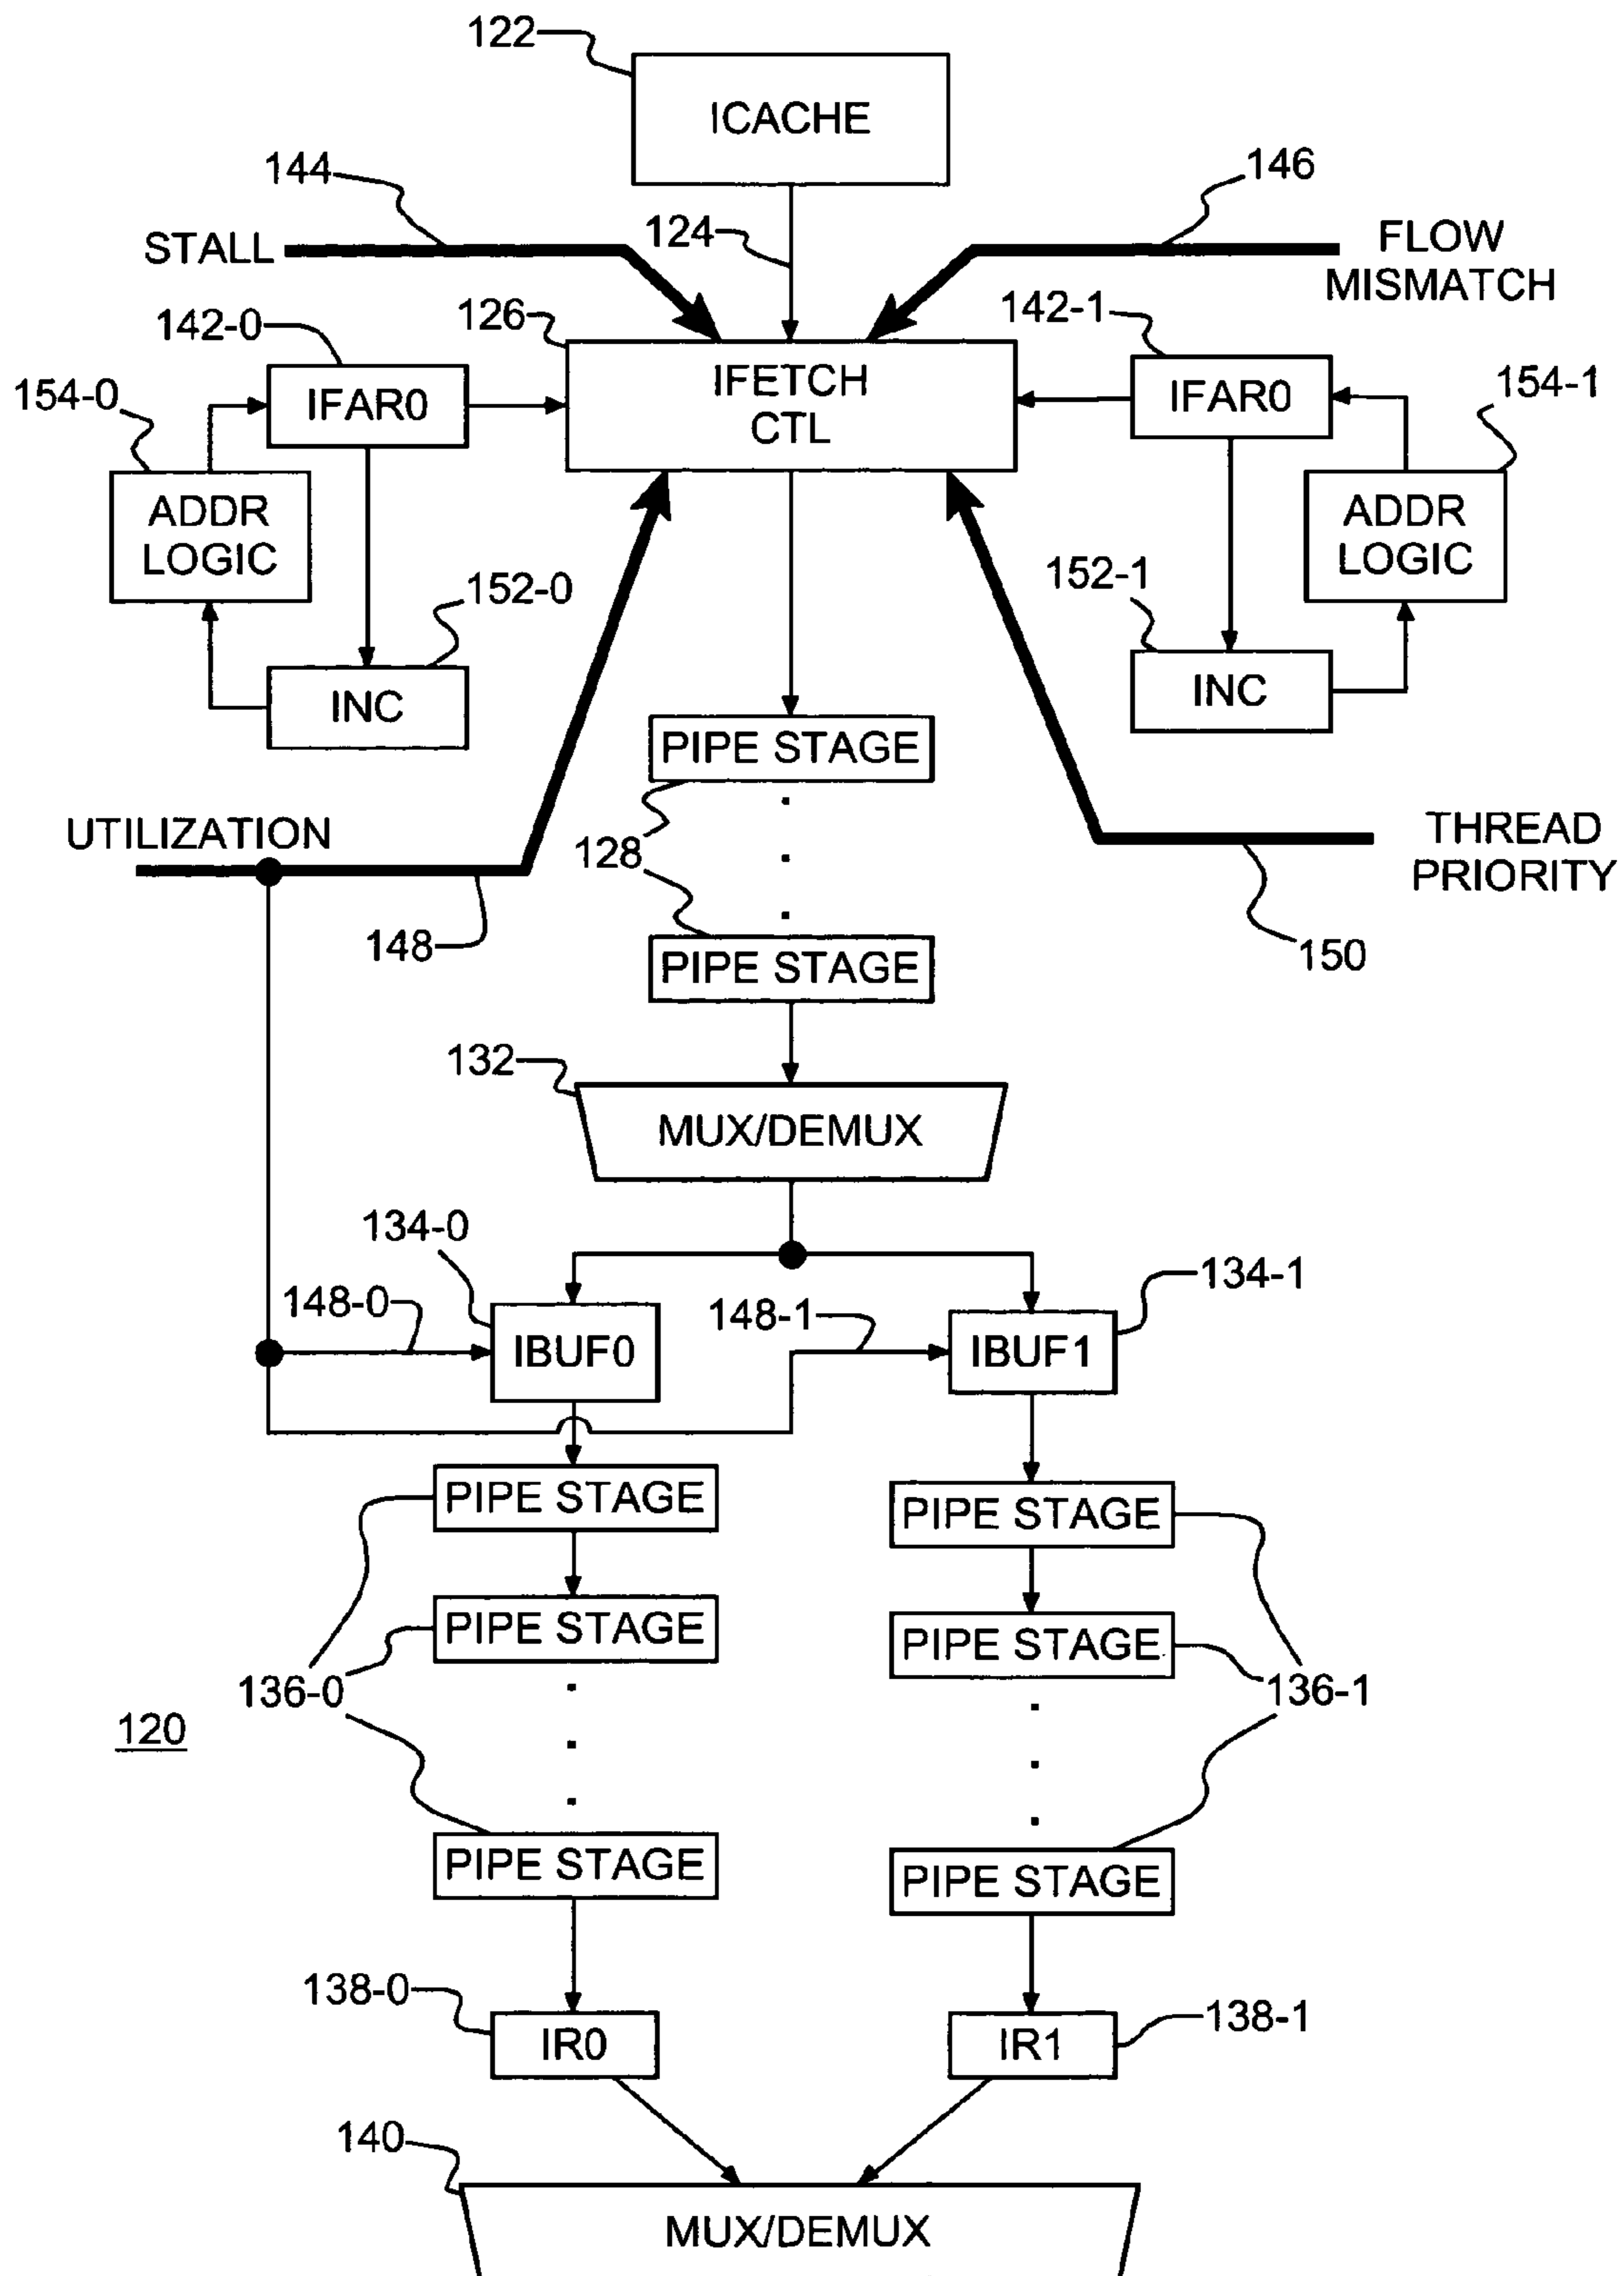 122
ICACHE
144
146
124
STALL
FLOW
MISMATCH
142-0
126
142-1
154-0
IFAR0
IFETCH
CTL
IFAR0
154-1
ADDR
LOGIC
ADDR
LOGIC
152-0
152-1
INC
INC
PIPE STAGE
UTILIZATION
THREAD
PRIORITY
128
148
150
PIPE STAGE
132
MUX/DEMUX
134-0
134-1
148-0
148-1
IBUF0
IBUF1
PIPE STAGE
PIPE STAGE
PIPE STAGE
PIPE STAGE
136-0
136-1
120
PIPE STAGE
PIPE STAGE
138-0
138-1
IR0
IR1
140
MUX/DEMUX